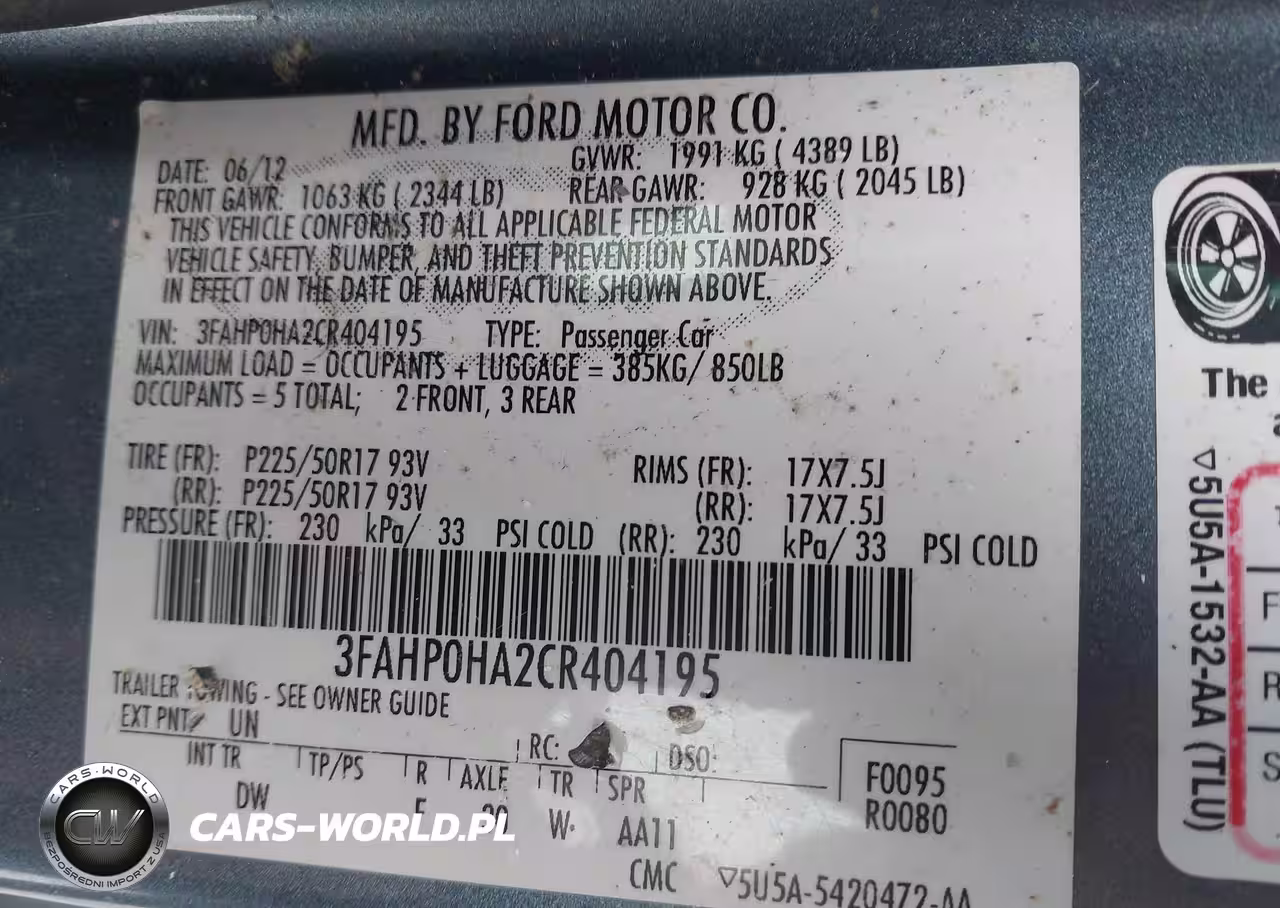 MFD. BY FORD MOTOR CO.
DATE: 06/12 GVWR: 1991 KG ( 4389 LB)
FRONT GAWR: 1063 KG ( 2344 LB) REAR GAWR: 928 KG ( 2045 LB)
THIS VEHICLE CONFORMS TO ALL APPLICABLE FEDERAL MOTOR
VEHICLE SAFETY, BUMPER, AND THEFT PREVENTION STANDARDS
IN EFFECT ON THE DATE OF MANUFACTURE SHOWN ABOVE.
VIN: 3FAHP0HA2CR404195 TYPE: Passenger Car
MAXIMUM LOAD = OCCUPANTS + LUGGAGE = 385KG/ 850LB
OCCUPANTS = 5 TOTAL; 2 FRONT, 3 REAR
TIRE (FR): P225/50R17 93V RIMS (FR): 17X7.5J
(RR): P225/50R17 93V (RR): 17X7.5J
PRESSURE (FR): 230 kPa/ 33 PSI COLD (RR): 230 kPa/ 33 PSI COLD
3FAHP0HA2CR404195
TRAILER TOWING - SEE OWNER GUIDE
EXT PNT: UN RC: DSO:
INT TR TP/PS R AXLE TR SPR F0095
DW W AA11 R0080
CMC ▽5U5A-5420472-AA
The
▽5U5A-1532-AA (TLU)
F
R
S
CARS-WORLD
CW
BEZPOŚREDNI IMPORT Z USA
CARS-WORLD.PL